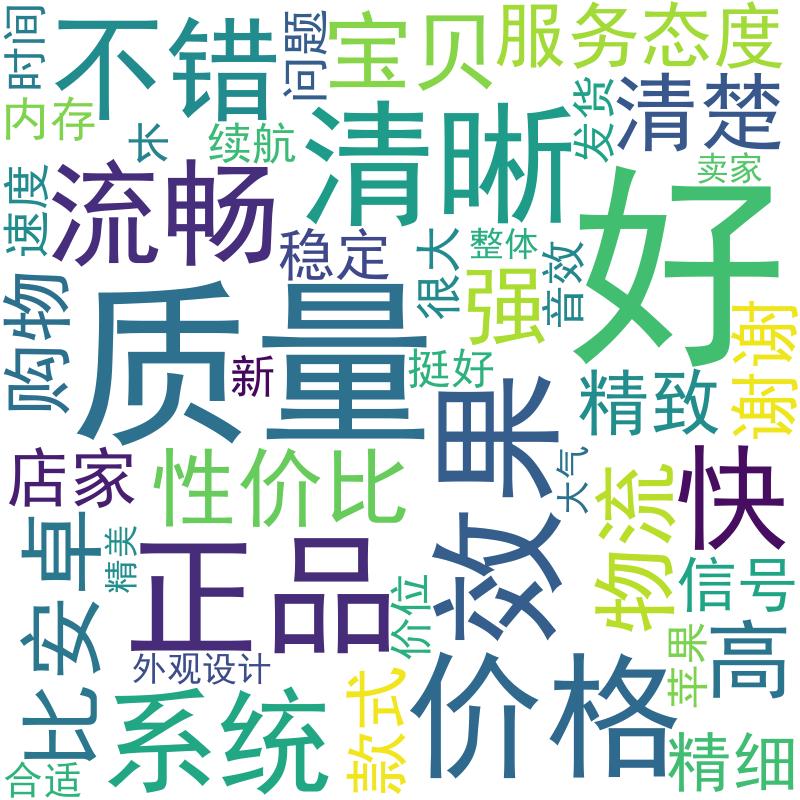 时间
不错
问题
宝贝
服务态度
内存
长
续航
清晰
发货
清楚
卖家
速度
流畅
稳定
很大
整体
强
音效
好
购物
质量
新
挺好
精致
谢谢
店家
性价比
效果
大气
物流
快
比安卓
精美
正品
价位
信号
外观设计
苹果
高
系统
款式
价格
精细
合适